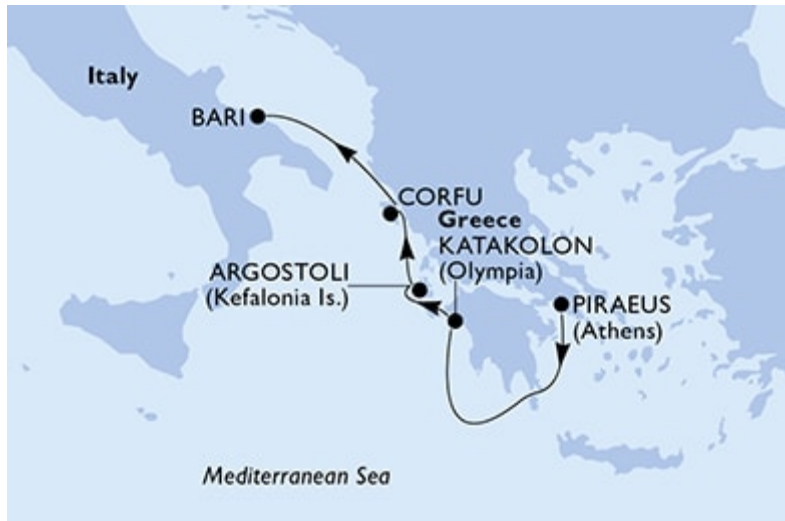 Italy
BARI
CORFU
Greece
KATAKOLON
(Olympia)
ARGOSTOLI
(Kefalonia Is.)
PIRAEUS
(Athens)
Mediterranean Sea